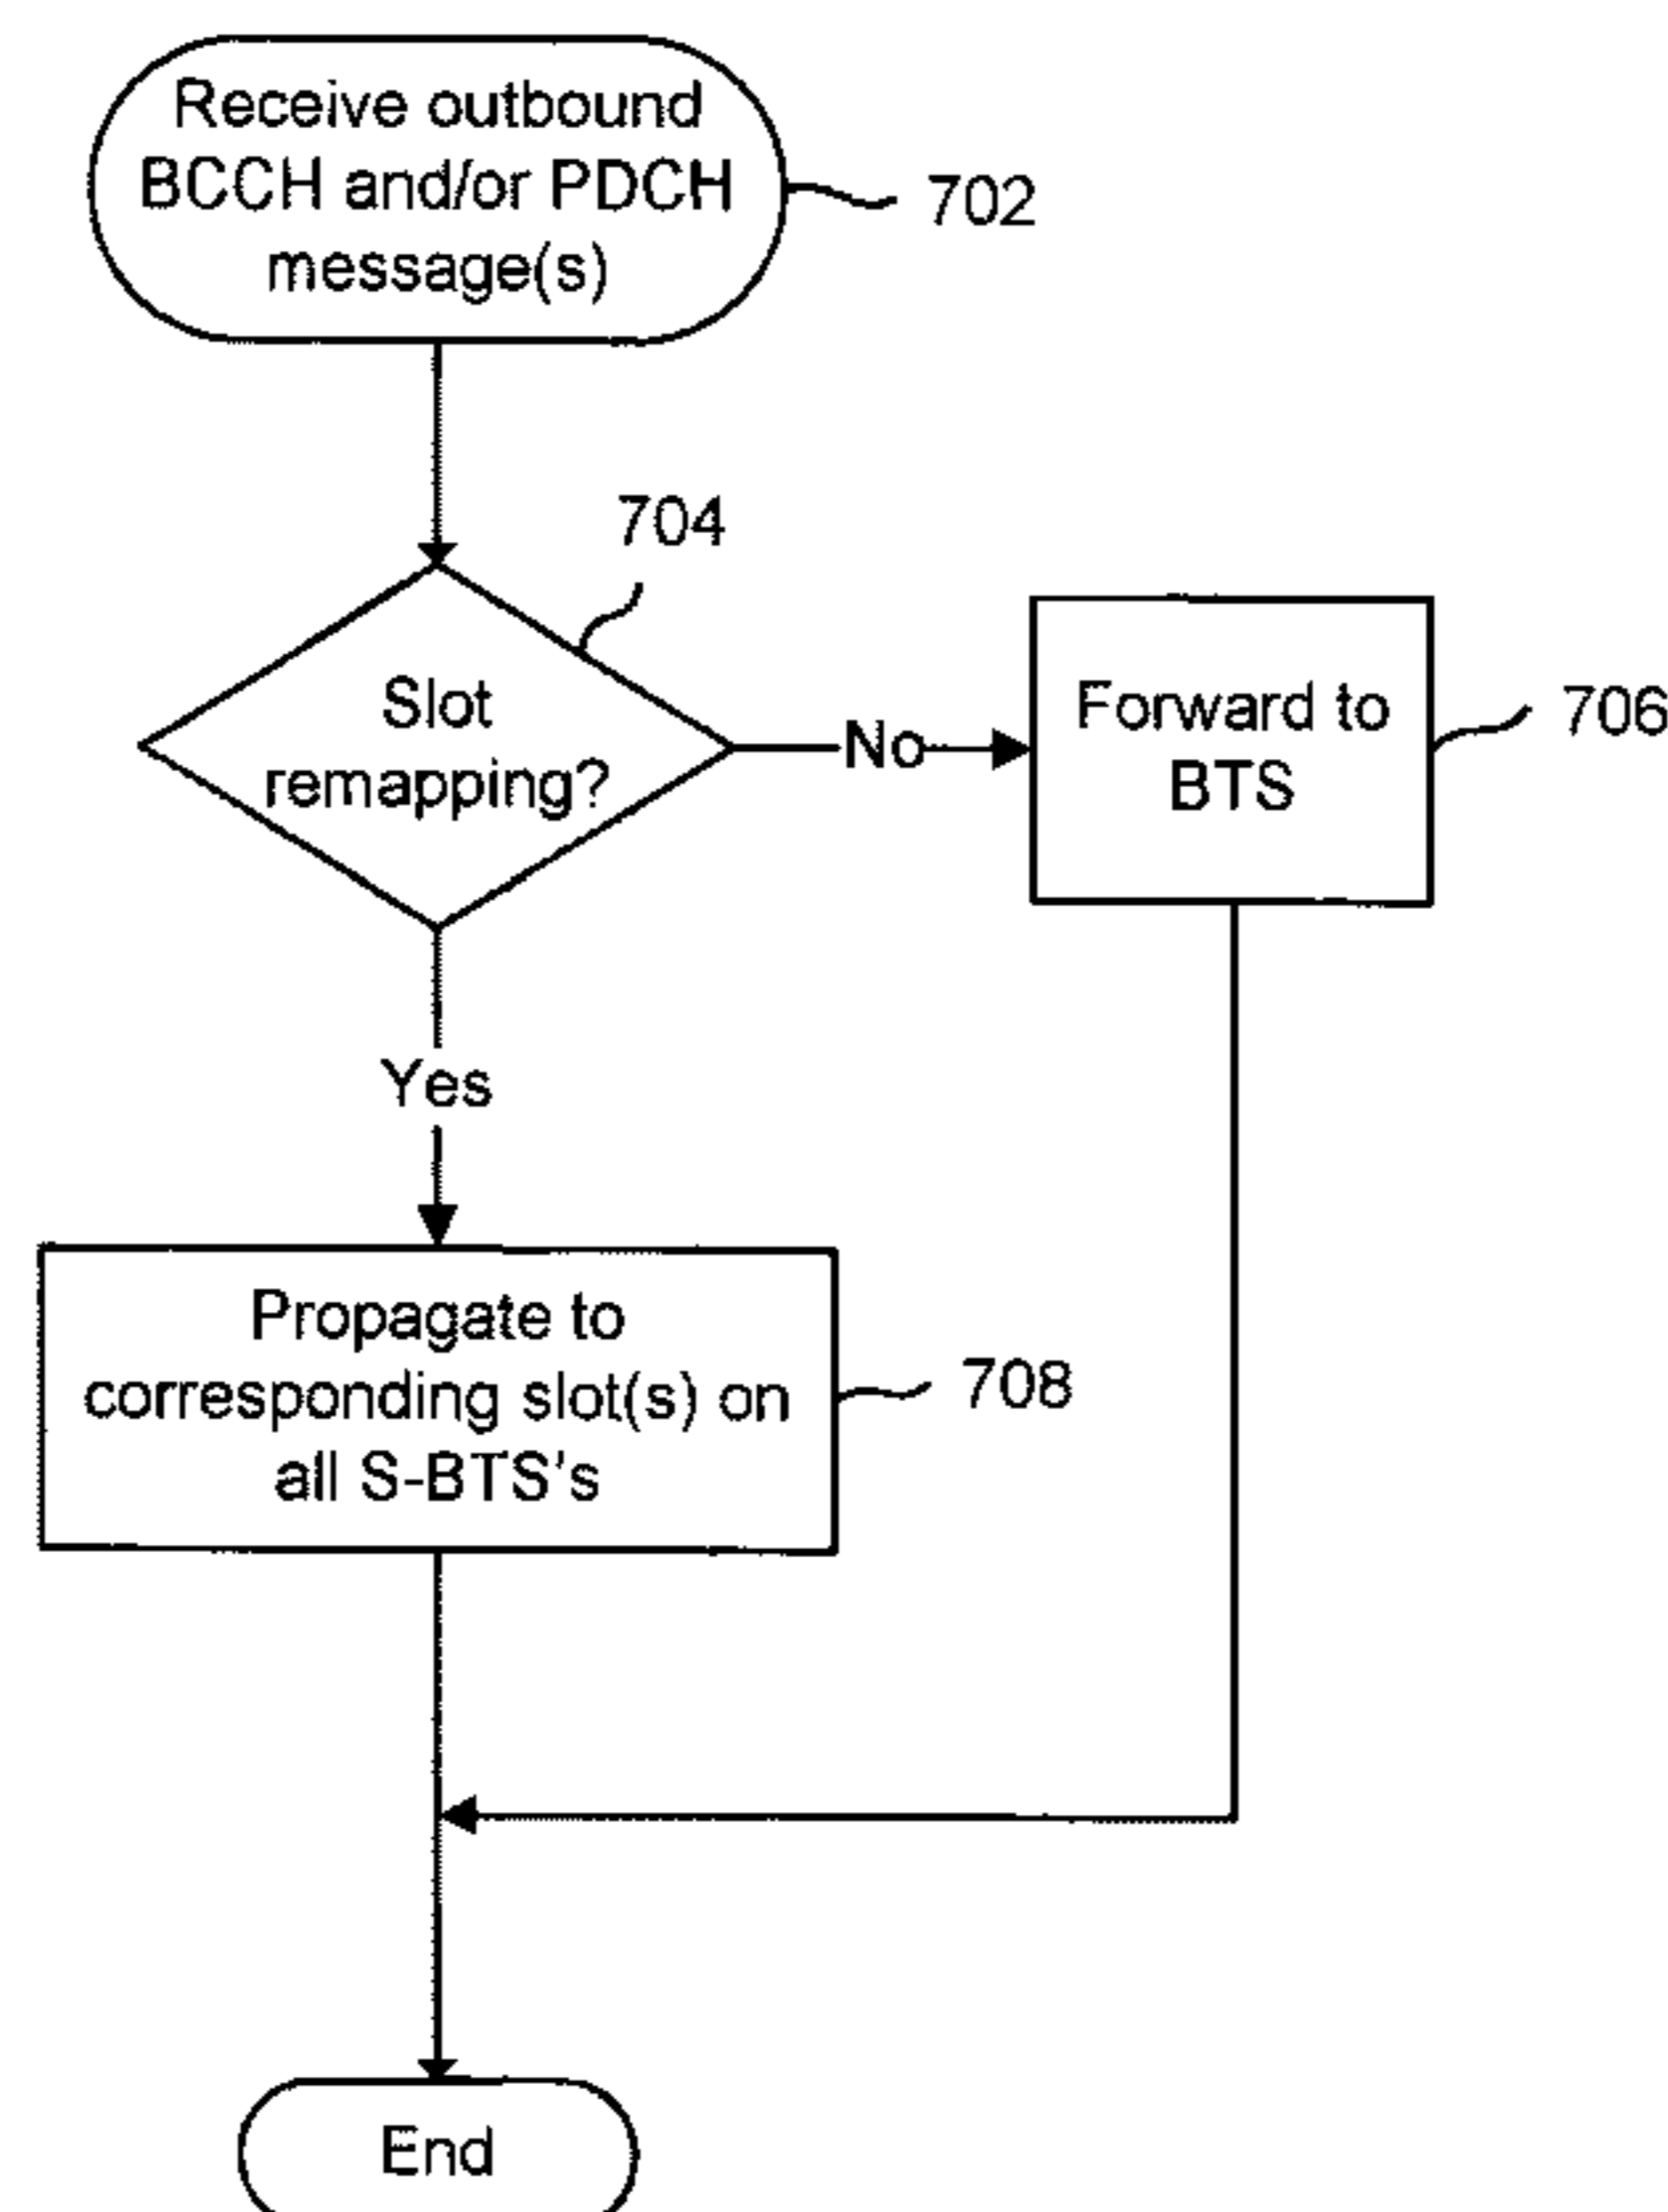 Receive outbound
BCCH and/or PDCH
message(s)
702
704
Slot
remapping?
No
Forward to
BTS
706
Yes
Propagate to
corresponding slot(s) on
all S-BTS's
708
End